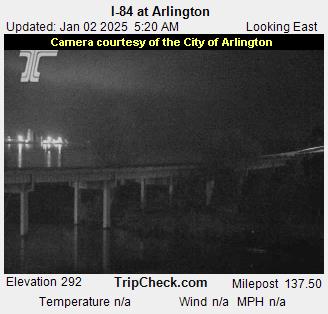 I-84 at Arlington
Updated: Jan 02 2025  5:20 AM Looking East
Camera courtesy of the City of Arlington
Elevation 292 TripCheck.com Milepost 137.50
Temperature n/a Wind n/a MPH n/a